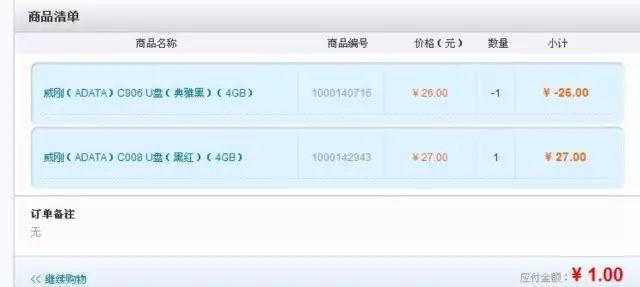 商品清单
商品名称 商品编号 价格（元） 数量 小计
威刚（ADATA）C906 U盘（典雅黑）（4GB） 1000140716 ¥26.00 -1 ¥ -26.00
威刚（ADATA）C008 U盘（黑红）（4GB） 1000142943 ¥27.00 1 ¥ 27.00
订单备注
无
<< 继续购物 应付金额：¥ 1.00